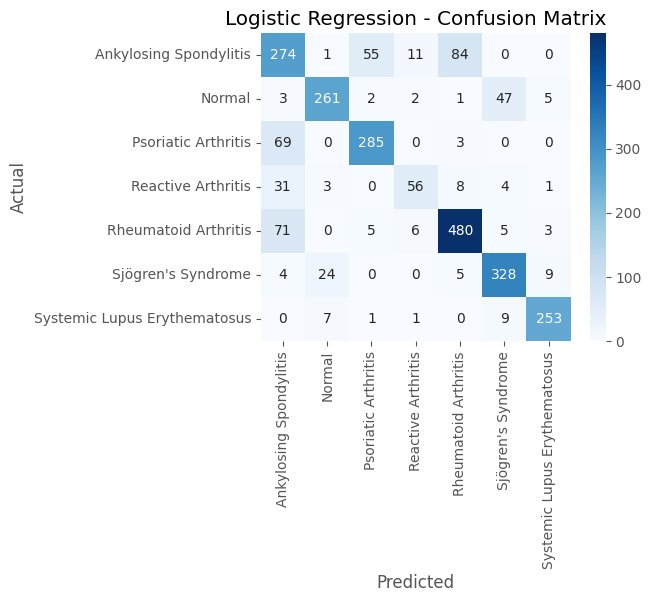 Logistic Regression - Confusion Matrix
Ankylosing Spondylitis 274 1 55 11 84 0 0
Normal 3 261 2 2 1 47 5
Psoriatic Arthritis 69 0 285 0 3 0 0
Reactive Arthritis 31 3 0 56 8 4 1
Rheumatoid Arthritis 71 0 5 6 480 5 3
Sjögren's Syndrome 4 24 0 0 5 328 9
Systemic Lupus Erythematosus 0 7 1 1 0 9 253
Actual
Ankylosing Spondylitis
Normal
Psoriatic Arthritis
Reactive Arthritis
Rheumatoid Arthritis
Sjögren's Syndrome
Systemic Lupus Erythematosus
Predicted
400
300
200
100
0